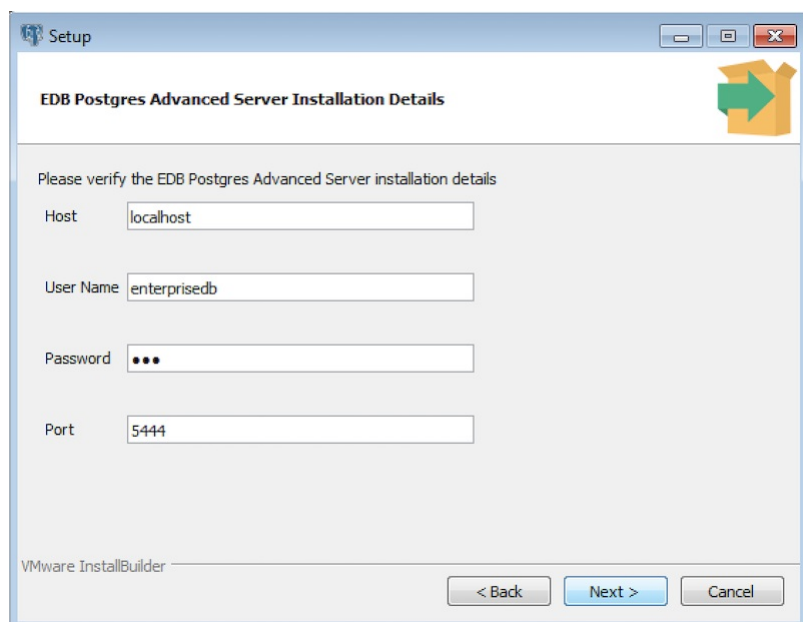 Setup
EDB Postgres Advanced Server Installation Details
Please verify the EDB Postgres Advanced Server installation details
Host localhost
User Name enterprisedb
Password •••
Port 5444
VMware InstallBuilder
< Back Next > Cancel